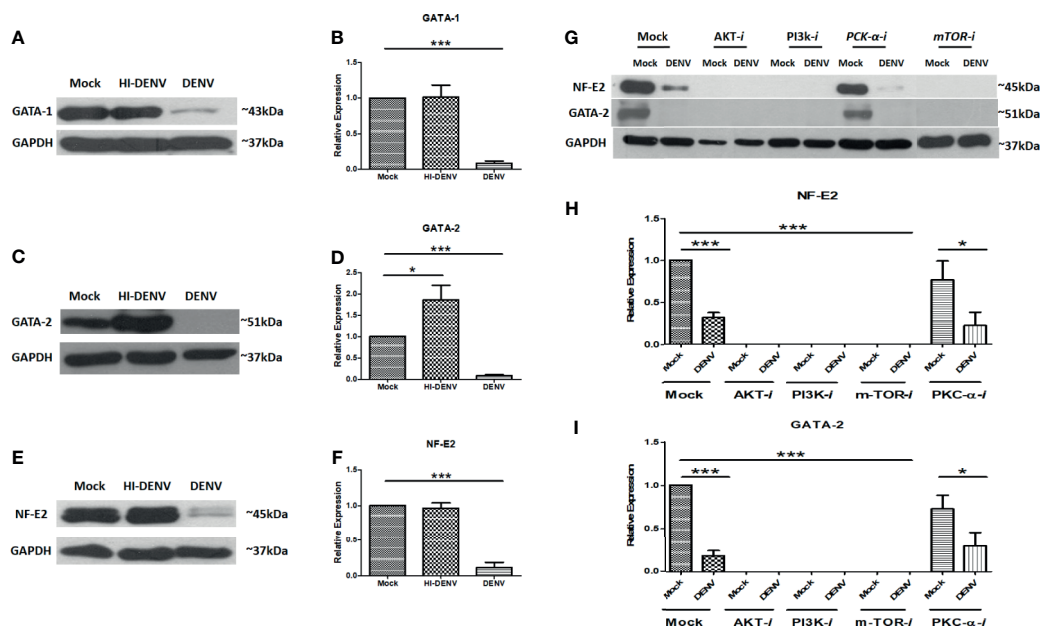 A
Mock HI-DENV DENV
GATA-1 ~43kDa
GAPDH ~37kDa
B
GATA-1
***
Relative Expression
1.5
1.0
0.5
0.0
Mock HI-DENV DENV
C
Mock HI-DENV DENV
GATA-2 ~51kDa
GAPDH ~37kDa
D
GATA-2
***
*
Relative Expression
2.5
2.0
1.5
1.0
0.5
0.0
Mock HI-DENV DENV
E
Mock HI-DENV DENV
NF-E2 ~45kDa
GAPDH ~37kDa
F
NF-E2
***
Relative Expression
1.5
1.0
0.5
0.0
Mock HI-DENV DENV
G
Mock AKT-i PI3k-i PCK-α-i mTOR-i
Mock DENV Mock DENV Mock DENV Mock DENV Mock DENV
NF-E2 ~45kDa
GATA-2 ~51kDa
GAPDH ~37kDa
H
NF-E2
***
*** *
Relative Expression
1.5
1.0
0.5
0.0
Mock DENV Mock DENV Mock DENV Mock DENV Mock DENV
Mock AKT-i PI3K-i m-TOR-i PKC-α-i
I
GATA-2
***
*** *
Relative Expression
1.5
1.0
0.5
0.0
Mock DENV Mock DENV Mock DENV Mock DENV Mock DENV
Mock AKT-i PI3K-i m-TOR-i PKC-α-i